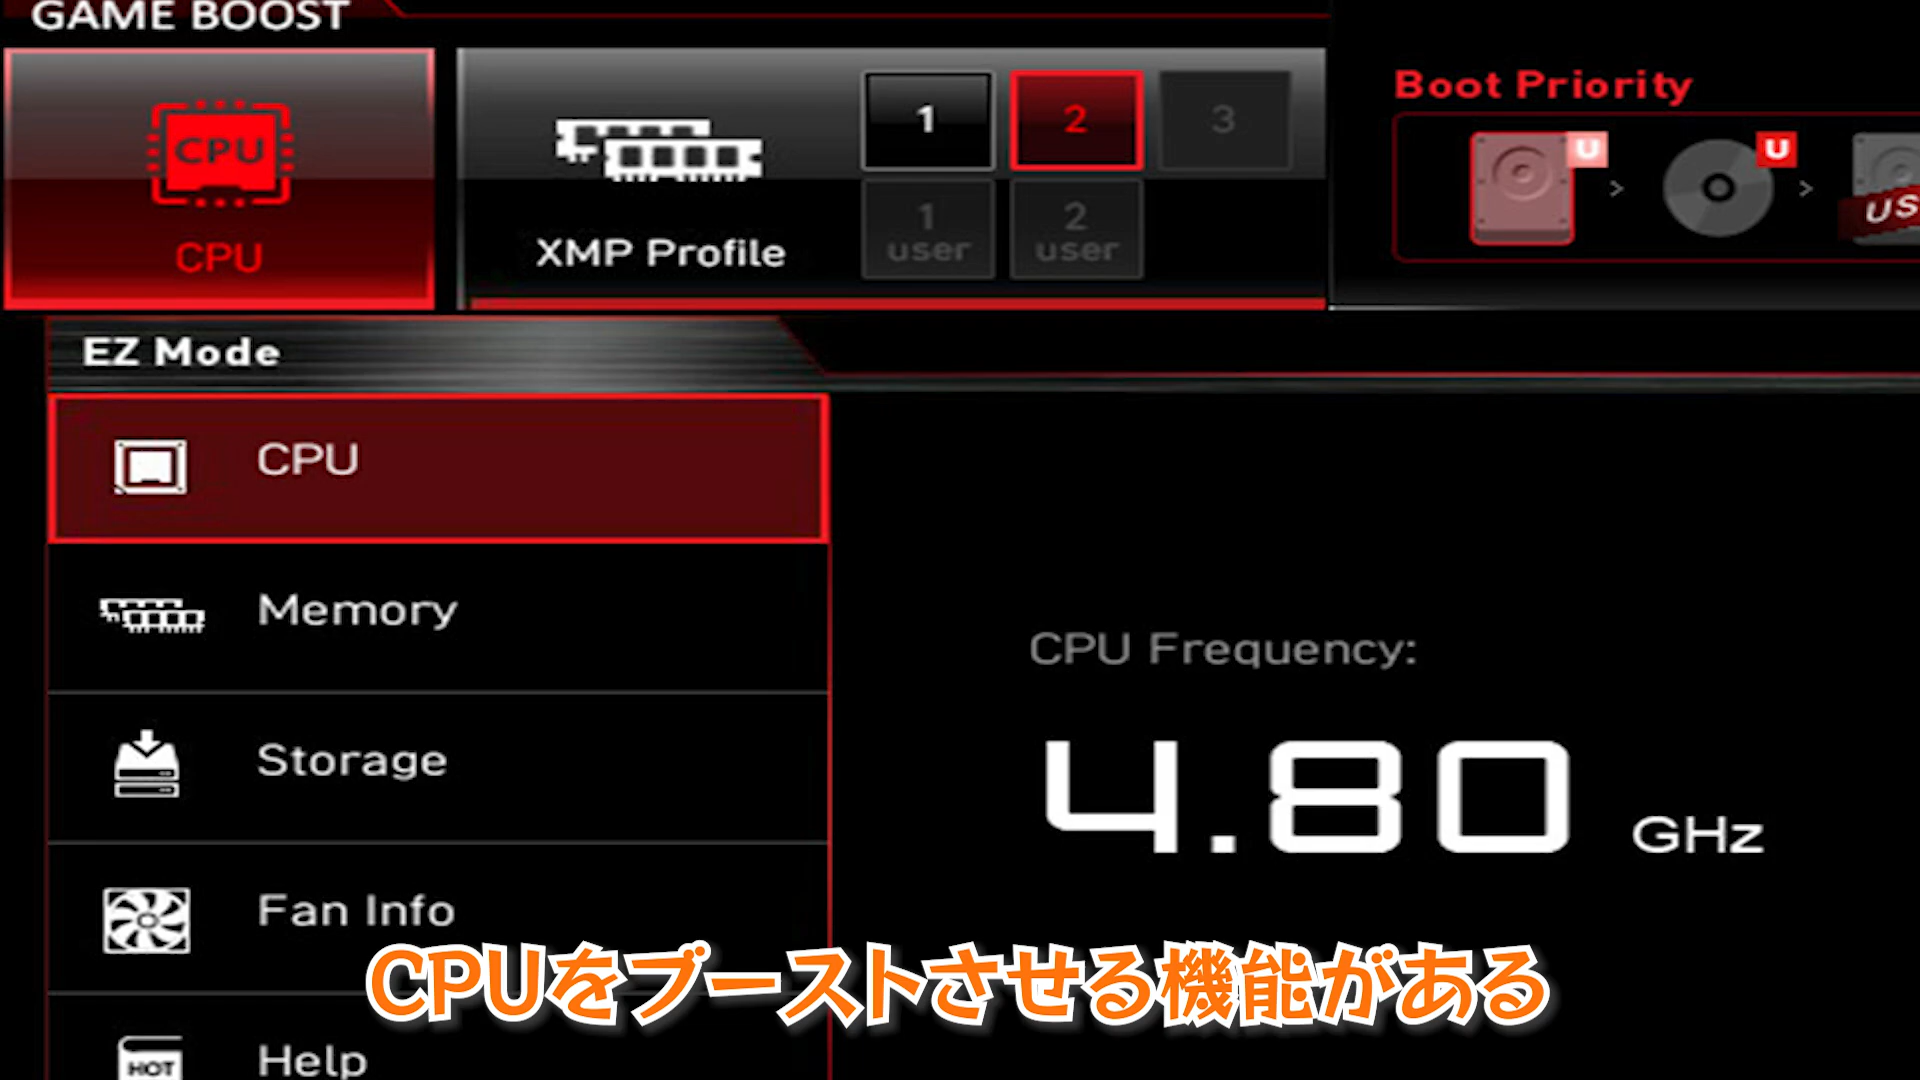 GAME BOOST
CPU
CPU
XMP Profile
1
2
3
1
user
2
user
Boot Priority
U
U
US
EZ Mode
CPU
Memory
Storage
Fan Info
HOT
Help
CPU Frequency:
4.80 GHz
CPUをブーストさせる機能がある